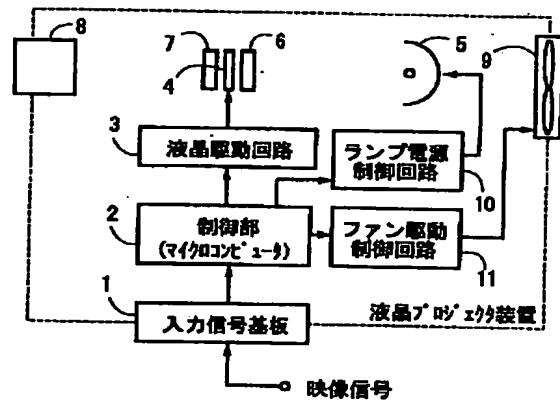 8
7
4
6
5
9
3
液晶駆動回路
ランプ電源
制御回路
10
2
制御部
(マイクロコンピュータ)
ファン駆動
制御回路
11
1
入力信号基板
液晶プロジェクタ装置
映像信号